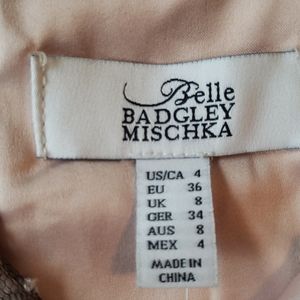 Belle
BADGLEY
MISCHKA
US/CA 4
EU 36
UK 8
GER 34
AUS 8
MEX 4
MADE IN
CHINA